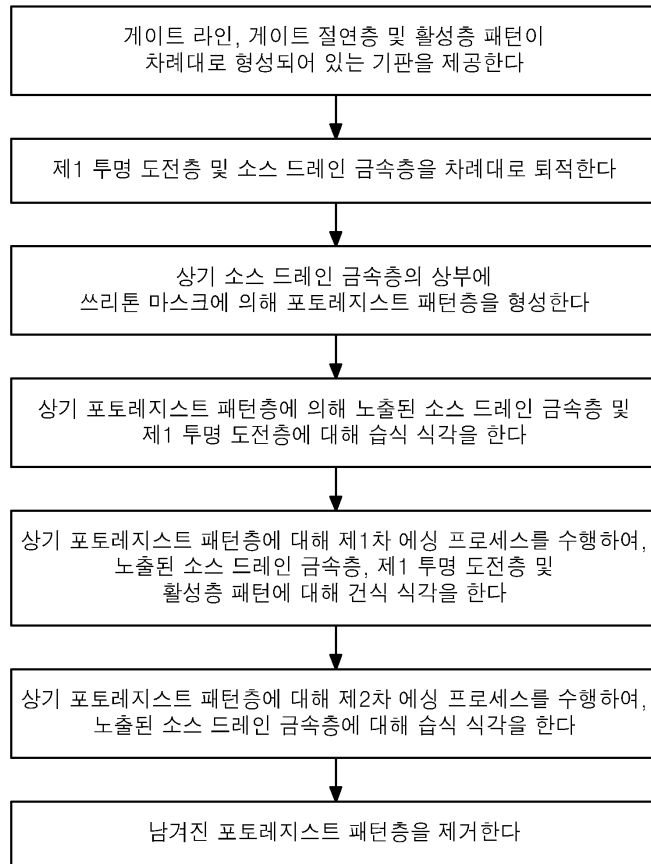 게이트 라인, 게이트 절연층 및 활성층 패턴이
차례대로 형성되어 있는 기판을 제공한다
제1 투명 도전층 및 소스 드레인 금속층을 차례대로 퇴적한다
상기 소스 드레인 금속층의 상부에
쓰리톤 마스크에 의해 포토레지스트 패턴층을 형성한다
상기 포토레지스트 패턴층에 의해 노출된 소스 드레인 금속층 및
제1 투명 도전층에 대해 습식 식각을 한다
상기 포토레지스트 패턴층에 대해 제1차 에싱 프로세스를 수행하여,
노출된 소스 드레인 금속층, 제1 투명 도전층 및
활성층 패턴에 대해 건식 식각을 한다
상기 포토레지스트 패턴층에 대해 제2차 에싱 프로세스를 수행하여,
노출된 소스 드레인 금속층에 대해 습식 식각을 한다
남겨진 포토레지스트 패턴층을 제거한다